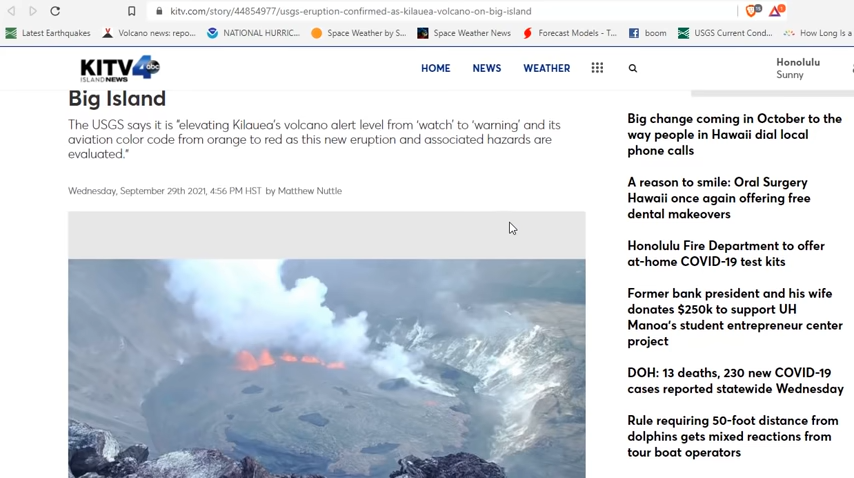 kitv.com/story/44854977/usgs-eruption-confirmed-as-kilauea-volcano-on-big-island
Latest Earthquakes
Volcano news: repo...
NATIONAL HURRIC...
Space Weather by S...
Space Weather News
Forecast Models - T...
boom
USGS Current Cond...
How Long Is a
KITV4 abc
ISLAND NEWS
HOME
NEWS
WEATHER
Honolulu
Sunny
Big Island
The USGS says it is "elevating Kilauea's volcano alert level from 'watch' to 'warning' and its
aviation color code from orange to red as this new eruption and associated hazards are
evaluated."
Wednesday, September 29th 2021, 4:56 PM HST by Matthew Nuttle
Big change coming in October to the
way people in Hawaii dial local
phone calls
A reason to smile: Oral Surgery
Hawaii once again offering free
dental makeovers
Honolulu Fire Department to offer
at-home COVID-19 test kits
Former bank president and his wife
donates $250k to support UH
Manoa's student entrepreneur center
project
DOH: 13 deaths, 230 new COVID-19
cases reported statewide Wednesday
Rule requiring 50-foot distance from
dolphins gets mixed reactions from
tour boat operators